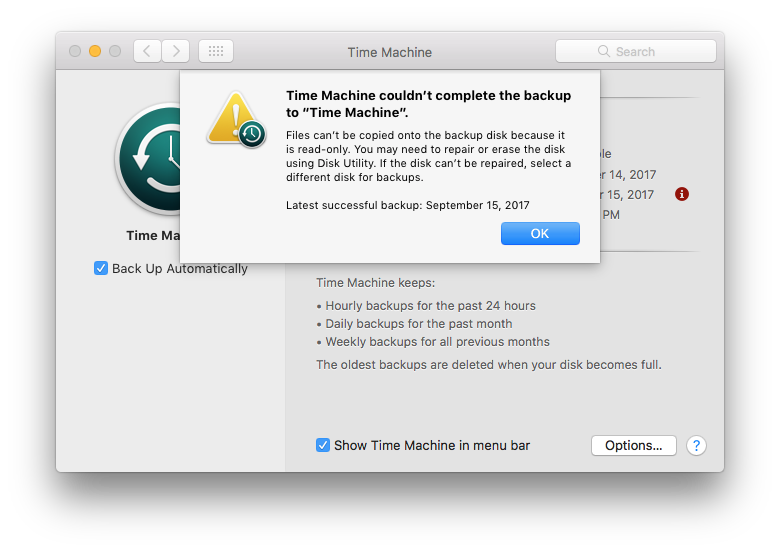 Time Machine
Search
Time Machine couldn’t complete the backup
to “Time Machine”.
Files can’t be copied onto the backup disk because it
is read-only. You may need to repair or erase the disk
using Disk Utility. If the disk can’t be repaired, select a
different disk for backups.
Latest successful backup: September 15, 2017
OK
14, 2017
15, 2017
PM
Time
Back Up Automatically
Time Machine keeps:
• Hourly backups for the past 24 hours
• Daily backups for the past month
• Weekly backups for all previous months
The oldest backups are deleted when your disk becomes full.
Show Time Machine in menu bar
Options...
?